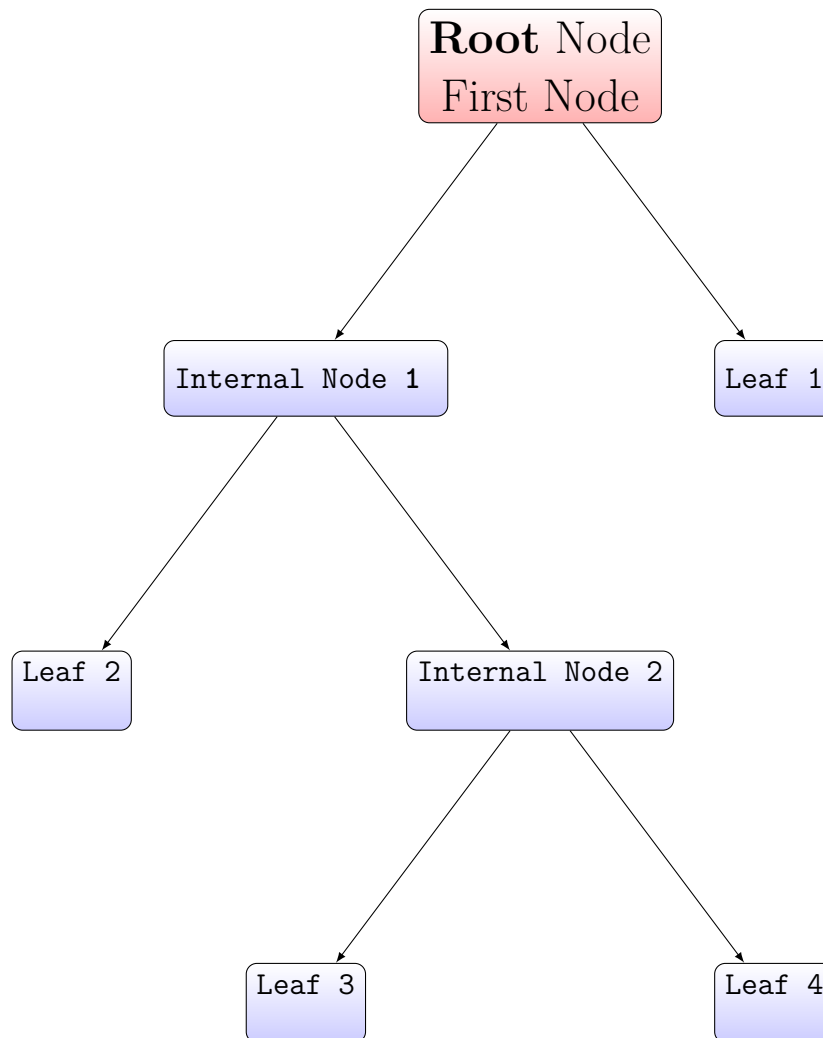 Root Node
First Node
Internal Node 1
Leaf 1
Leaf 2
Internal Node 2
Leaf 3
Leaf 4